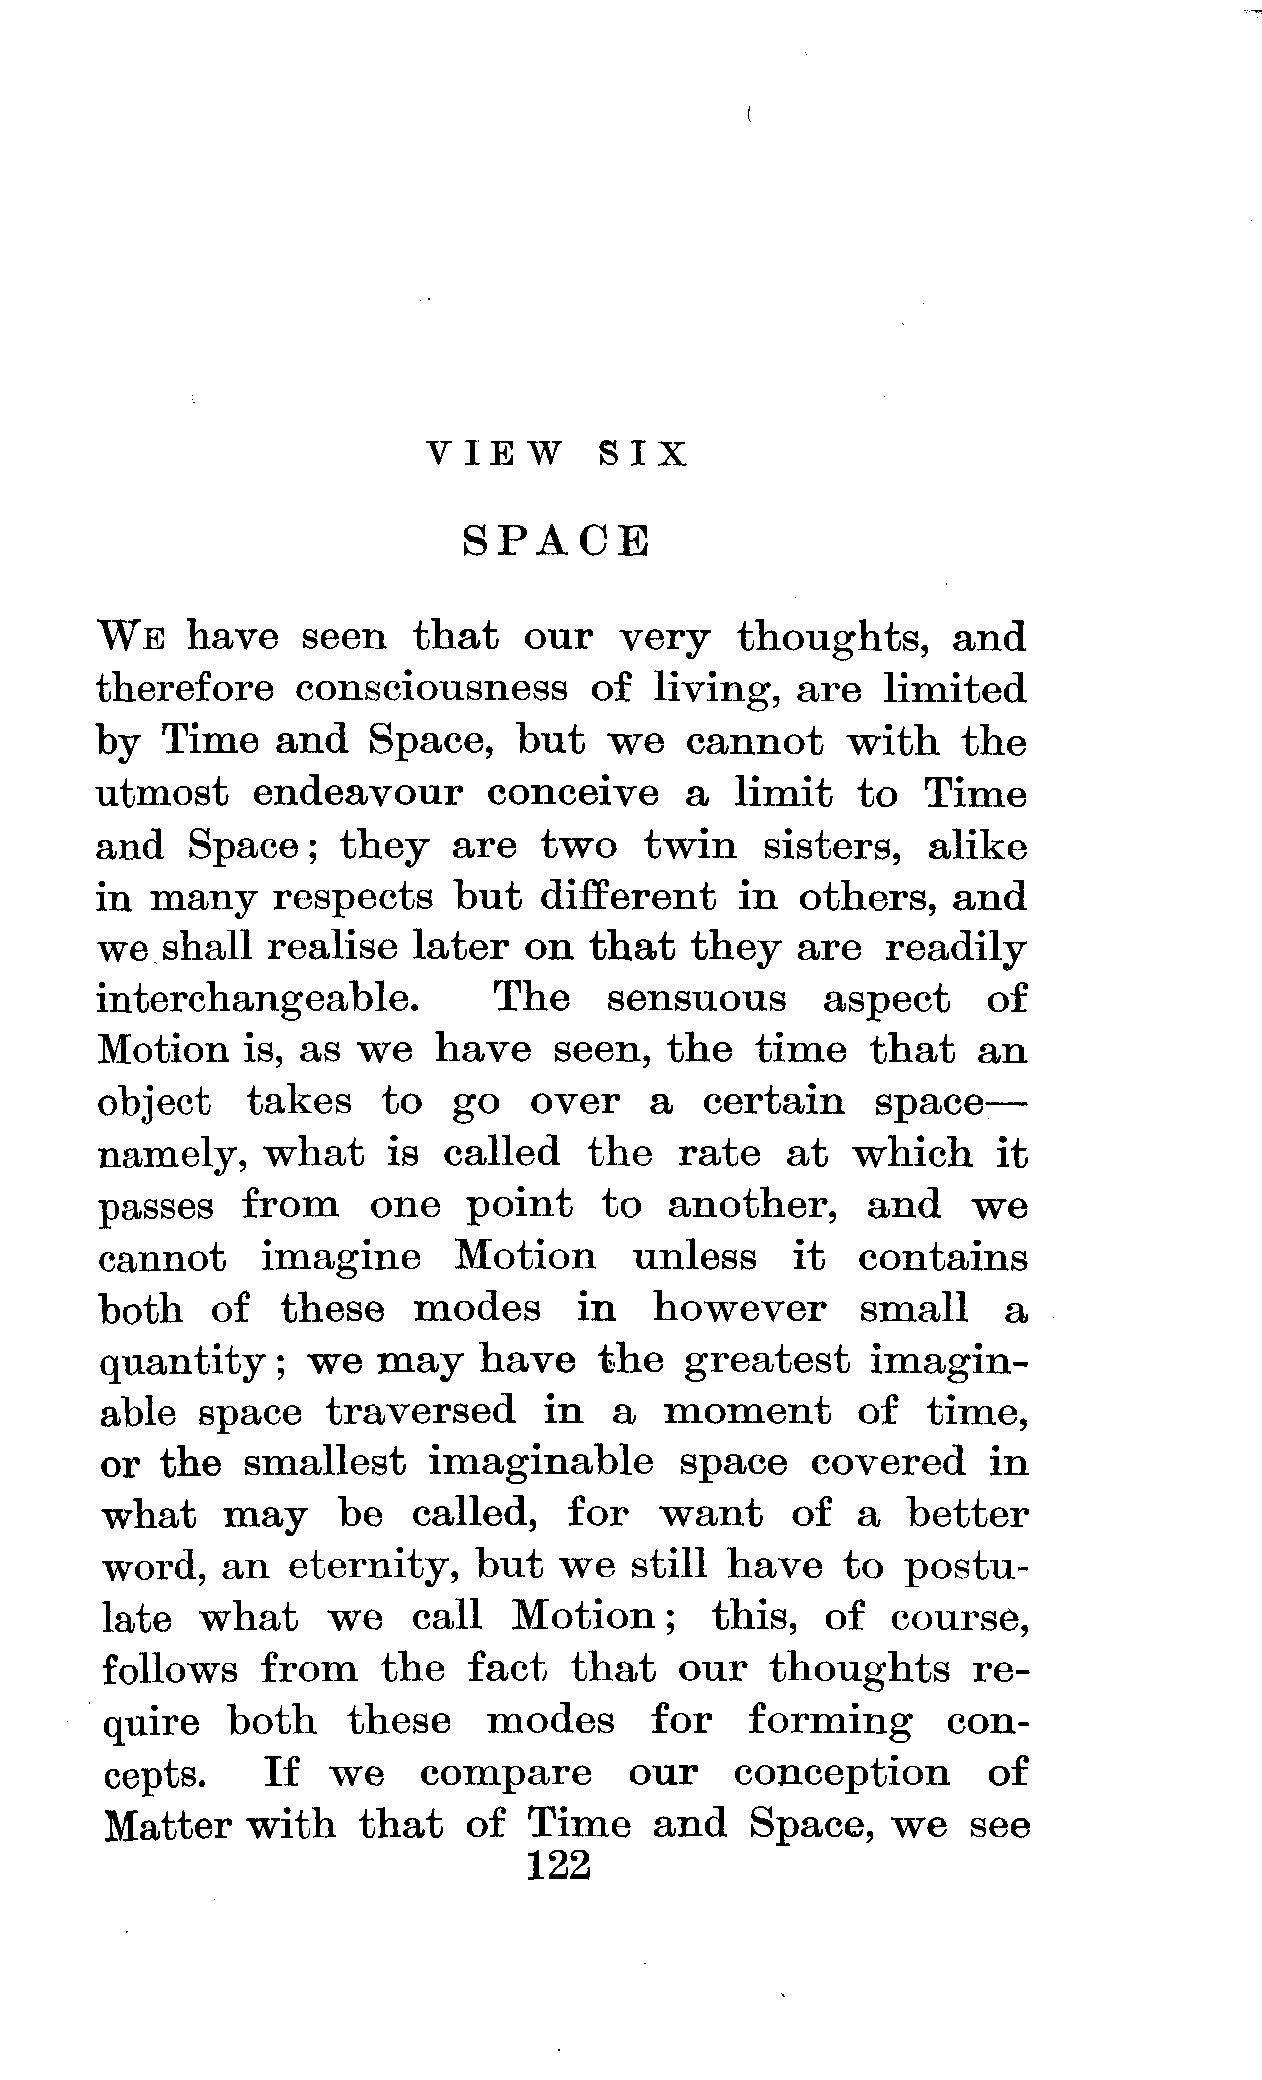 VIEW SIX
SPACE
WE have seen that our very thoughts, and
therefore consciousness of living, are limited
by Time and Space, but we cannot with the
utmost endeavour conceive a limit to Time
and Space; they are two twin sisters, alike
in many respects but different in others, and
we shall realise later on that they are readily
interchangeable. The sensuous aspect of
Motion is, as we have seen, the time that an
object takes to go over a certain space—
namely, what is called the rate at which it
passes from one point to another, and we
cannot imagine Motion unless it contains
both of these modes in however small a
quantity; we may have the greatest imagin-
able space traversed in a moment of time,
or the smallest imaginable space covered in
what may be called, for want of a better
word, an eternity, but we still have to postu-
late what we call Motion; this, of course,
follows from the fact that our thoughts re-
quire both these modes for forming con-
cepts. If we compare our conception of
Matter with that of Time and Space, we see
122